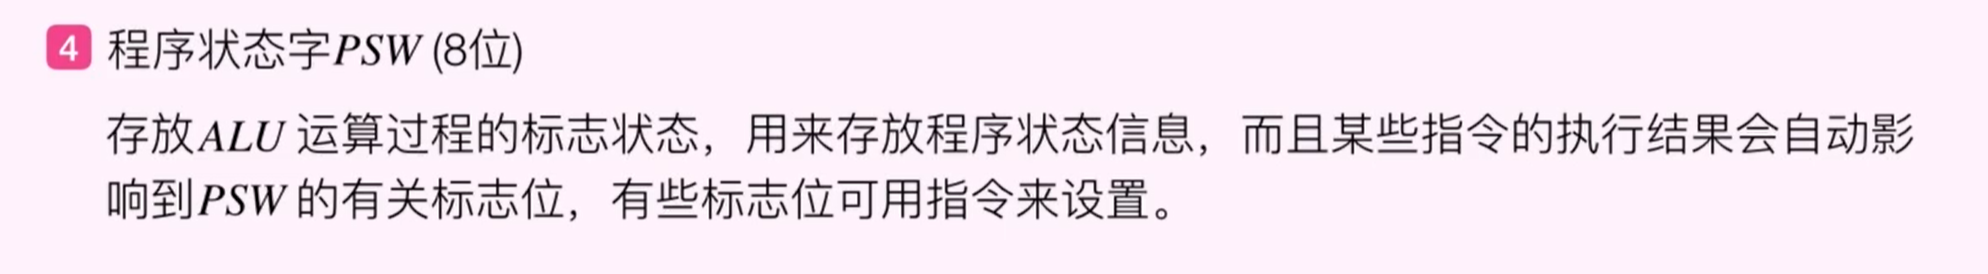 4 程序状态字PSW (8位)
存放ALU 运算过程的标志状态，用来存放程序状态信息，而且某些指令的执行结果会自动影
响到PSW 的有关标志位，有些标志位可用指令来设置。